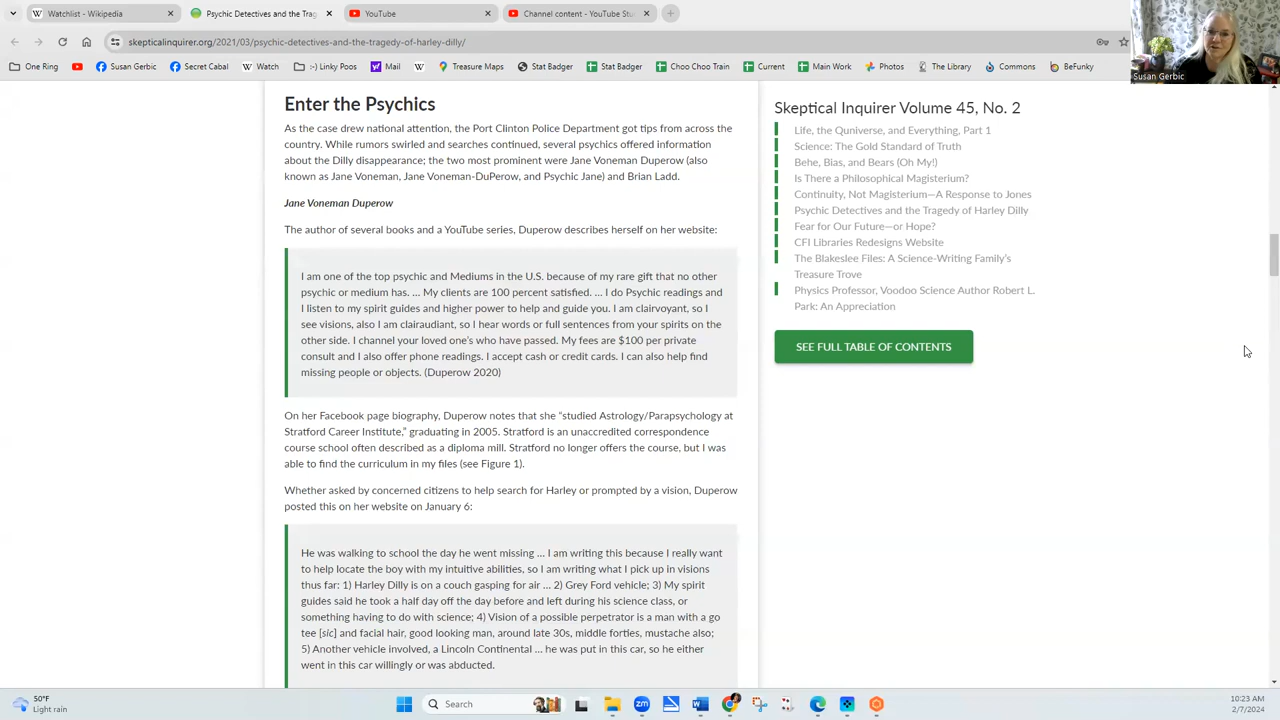 Watchlist - Wikipedia
Psychic Detectives and the Trag
YouTube
Channel content - YouTube Stu
skepticalinquirer.org/2021/03/psychic-detectives-and-the-tragedy-of-harley-dilly/
One Ring
Susan Gerbic
Secret Cabal
Watch
:-) Linky Poos
Mail
Treasure Maps
Stat Badger
Stat Badger
Choo Choo Train
Current
Main Work
Photos
The Library
Commons
BeFunky
Susan Gerbic
Enter the Psychics
As the case drew national attention, the Port Clinton Police Department got tips from across the
country. While rumors swirled and searches continued, several psychics offered information
about the Dilly disappearance; the two most prominent were Jane Voneman Duperow (also
known as Jane Voneman, Jane Voneman-DuPerow, and Psychic Jane) and Brian Ladd.
Jane Voneman Duperow
The author of several books and a YouTube series, Duperow describes herself on her website:
I am one of the top psychic and Mediums in the U.S. because of my rare gift that no other
psychic or medium has. … My clients are 100 percent satisfied. … I do Psychic readings and
I listen to my spirit guides and higher power to help and guide you. I am clairvoyant, so I
see visions, also I am clairaudiant, so I hear words or full sentences from your spirits on the
other side. I channel your loved one's who have passed. My fees are $100 per private
consult and I also offer phone readings. I accept cash or credit cards. I can also help find
missing people or objects. (Duperow 2020)
On her Facebook page biography, Duperow notes that she “studied Astrology/Parapsychology at
Stratford Career Institute,” graduating in 2005. Stratford is an unaccredited correspondence
course school often described as a diploma mill. Stratford no longer offers the course, but I was
able to find the curriculum in my files (see Figure 1).
Whether asked by concerned citizens to help search for Harley or prompted by a vision, Duperow
posted this on her website on January 6:
He was walking to school the day he went missing … I am writing this because I really want
to help locate the boy with my intuitive abilities, so I am writing what I pick up in visions
thus far: 1) Harley Dilly is on a couch gasping for air … 2) Grey Ford vehicle; 3) My spirit
guides said he took a half day off the day before and left during his science class, or
something having to do with science; 4) Vision of a possible perpetrator is a man with a go
tee [sic] and facial hair, good looking man, around late 30s, middle forties, mustache also;
5) Another vehicle involved, a Lincoln Continental … he was put in this car, so he either
went in this car willingly or was abducted.
Skeptical Inquirer Volume 45, No. 2
Life, the Quniverse, and Everything, Part 1
Science: The Gold Standard of Truth
Behe, Bias, and Bears (Oh My!)
Is There a Philosophical Magisterium?
Continuity, Not Magisterium—A Response to Jones
Psychic Detectives and the Tragedy of Harley Dilly
Fear for Our Future—or Hope?
CFI Libraries Redesigns Website
The Blakeslee Files: A Science-Writing Family's
Treasure Trove
Physics Professor, Voodoo Science Author Robert L.
Park: An Appreciation
SEE FULL TABLE OF CONTENTS
50°F
Light rain
Search
10:23 AM
2/7/2024